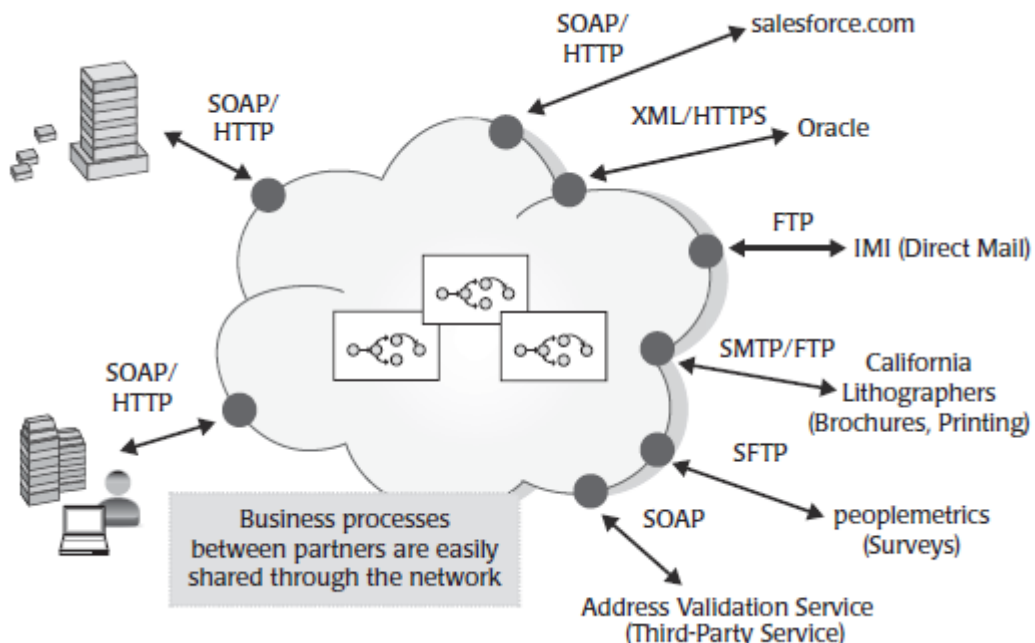 SOAP/
HTTP
salesforce.com
SOAP/
HTTP
XML/HTTPS
Oracle
FTP
IMI (Direct Mail)
SMTP/FTP
California
Lithographers
(Brochures, Printing)
SOAP/
HTTP
SFTP
peoplemetrics
(Surveys)
SOAP
Business processes
between partners are easily
shared through the network
Address Validation Service
(Third-Party Service)